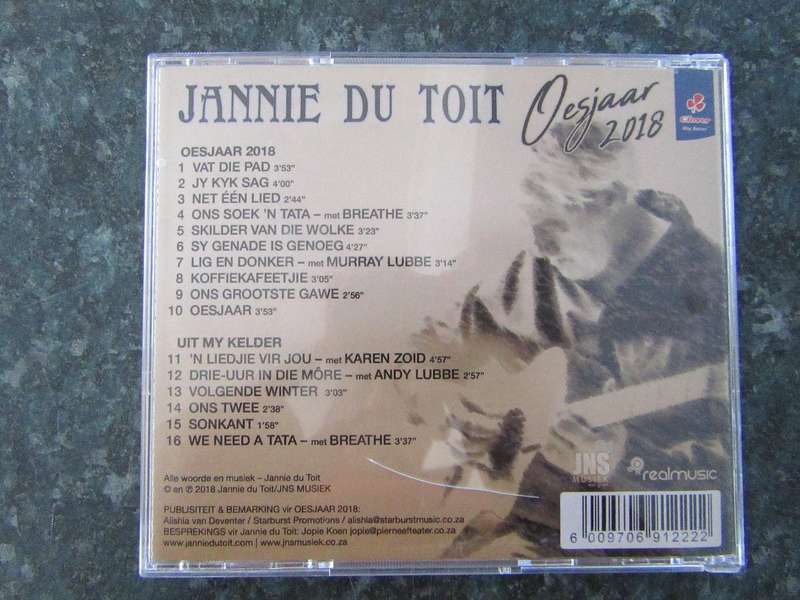 JANNIE DU TOIT
Oesjaar
2018
Clover
Way Better
OESJAAR 2018
1 VAT DIE PAD 3'53"
2 JY KYK SAG 4'00"
3 NET ÉÉN LIED 2'44"
4 ONS SOEK 'N TATA – met BREATHE 3'37"
5 SKILDER VAN DIE WOLKE 3'23"
6 SY GENADE IS GENOEG 4'27"
7 LIG EN DONKER – met MURRAY LUBBE 3'14"
8 KOFFIEKAFEETJIE 3'05"
9 ONS GROOTSTE GAWE 2'56"
10 OESJAAR 3'53"
UIT MY KELDER
11 'N LIEDJIE VIR JOU – met KAREN ZOID 4'57"
12 DRIE-UUR IN DIE MÔRE – met ANDY LUBBE 2'57"
13 VOLGENDE WINTER 3'03"
14 ONS TWEE 2'38"
15 SONKANT 1'58"
16 WE NEED A TATA – met BREATHE 3'37"
Alle woorde en musiek – Jannie du Toit
© en ℗ 2018 Jannie du Toit/JNS MUSIEK
JNS
MUSIEK
realmusic
PUBLISITEIT & BEMARKING vir OESJAAR 2018:
Alishia van Deventer / Starburst Promotions / alishia@starburstmusic.co.za
BESPREKINGS vir Jannie du Toit: Jopie Koen jopie@pierneefteater.co.za
www.janniedutoit.com | www.jnsmusiek.co.za
6 009706 912222